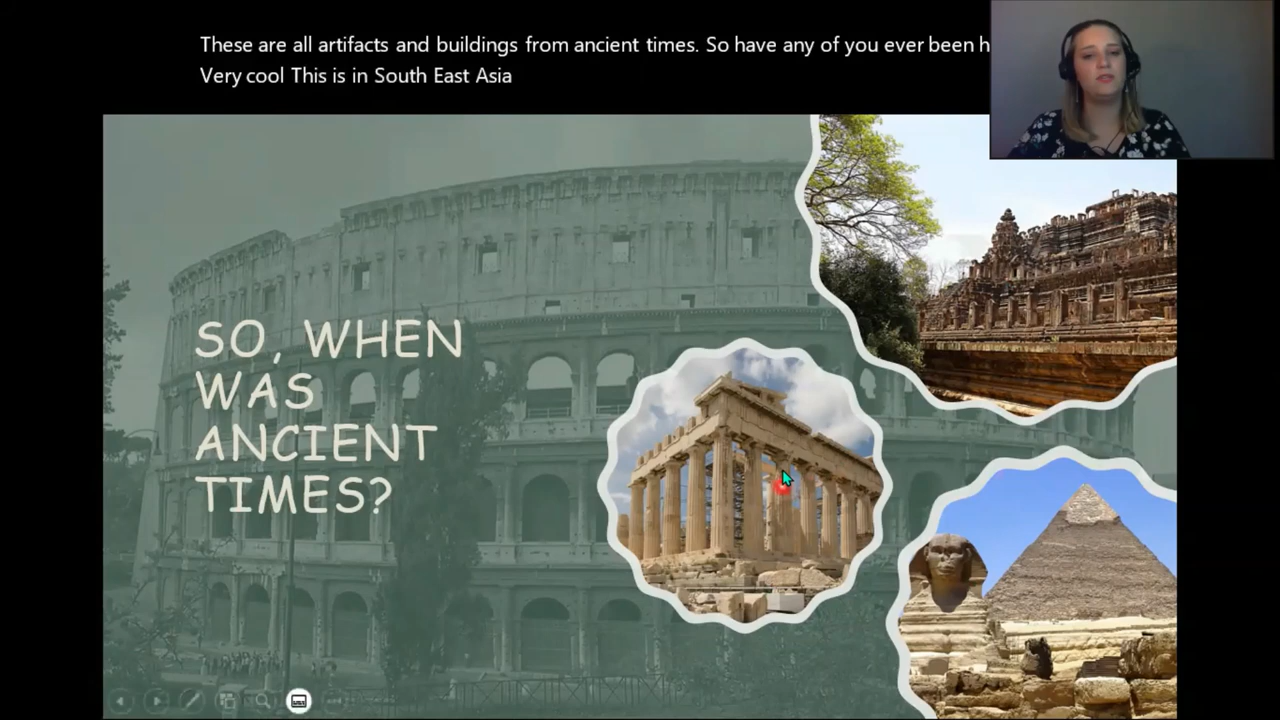 These are all artifacts and buildings from ancient times. So have any of you ever been
Very cool This is in South East Asia
SO, WHEN
WAS
ANCIENT
TIMES?